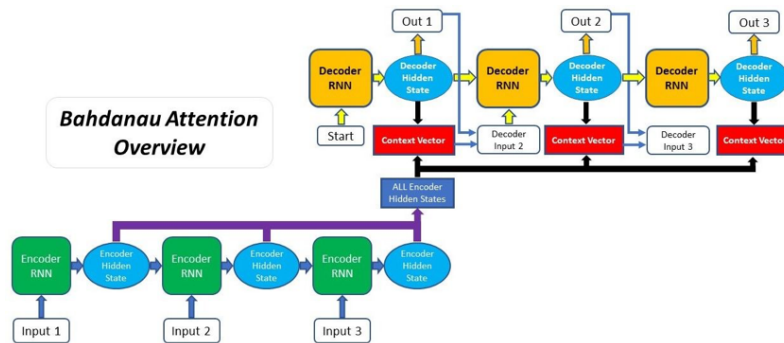 Out 1
Out 2
Out 3
Decoder
RNN
Decoder
Hidden
State
Decoder
RNN
Decoder
Hidden
State
Decoder
RNN
Decoder
Hidden
State
Bahdanau Attention
Overview
Start
Context Vector
Decoder
Input 2
Context Vector
Decoder
Input 3
Context Vector
ALL Encoder
Hidden States
Encoder
RNN
Encoder
Hidden
State
Encoder
RNN
Encoder
Hidden
State
Encoder
RNN
Encoder
Hidden
State
Input 1
Input 2
Input 3